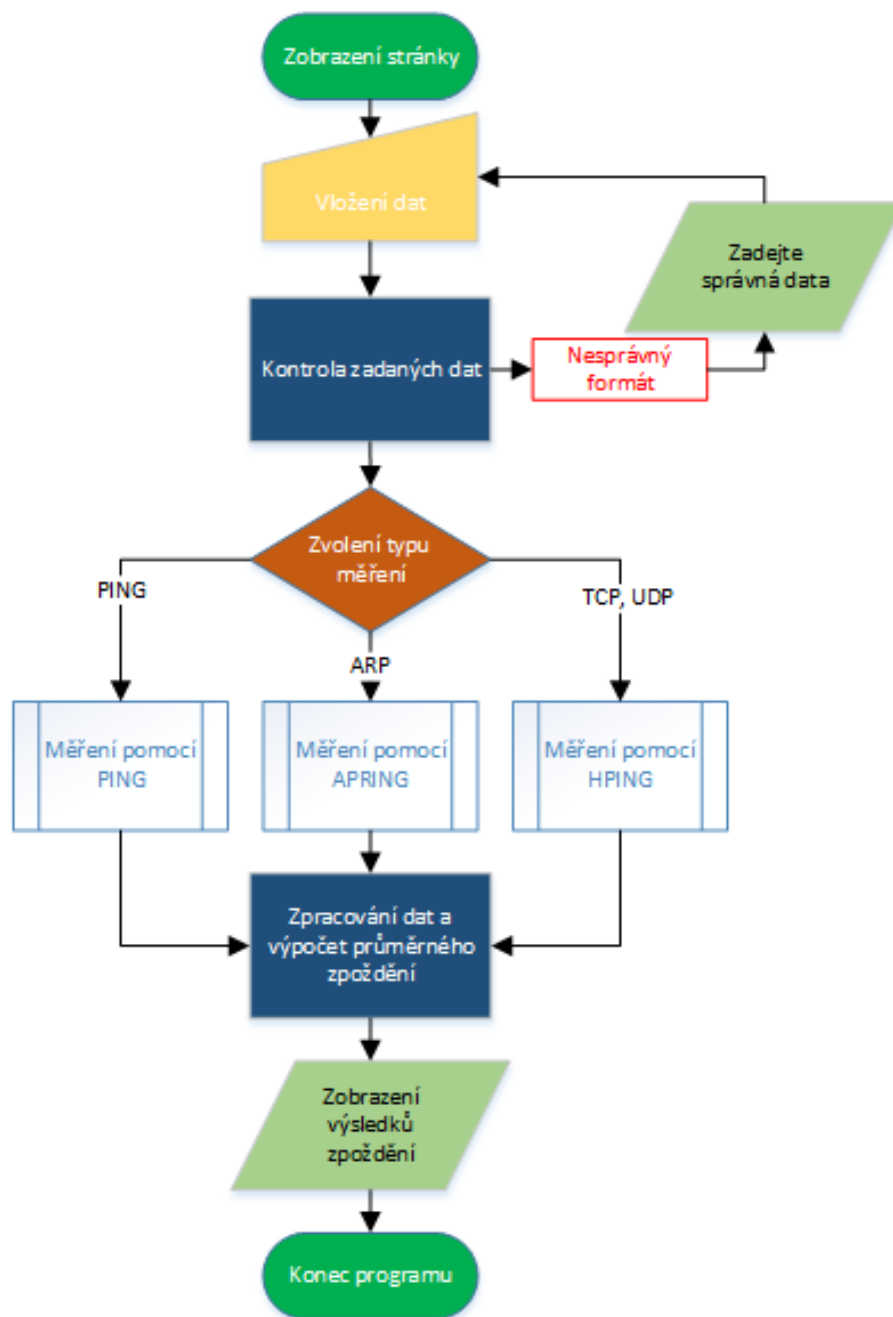 Zobrazení stránky
Vložení dat
Zadejte
správná data
Kontrola zadaných dat
Nesprávný
formát
Zvolení typu
měření
PING
TCP, UDP
ARP
Měření pomocí
PING
Měření pomocí
APRING
Měření pomocí
HPING
Zpracování dat a
výpočet průměrného
zpoždění
Zobrazení
výsledků
zpoždění
Konec programu